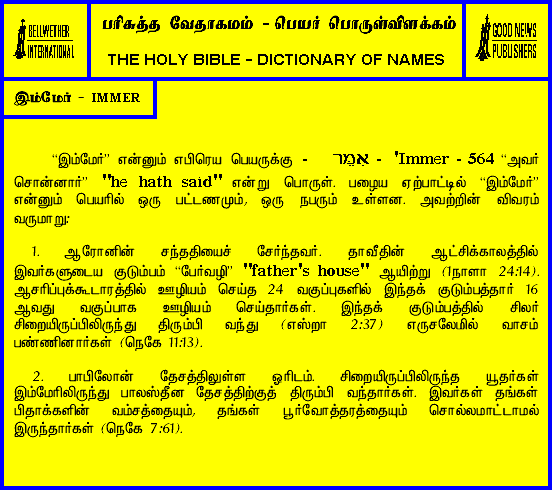 BELLWETHER
INTERNATIONAL
பரிசுத்த வேதாகமம் - பெயர் பொருள்விளக்கம்
THE HOLY BIBLE - DICTIONARY OF NAMES
GOOD NEWS
PUBLISHERS
இம்மேர் - IMMER
“இம்மேர்” என்னும் எபிரெய பெயருக்கு - אמר - 'Immer - 564 “அவர்
சொன்னார்” "he hath said" என்று பொருள். பழைய ஏற்பாட்டில் “இம்மேர்”
என்னும் பெயரில் ஒரு பட்டணமும், ஒரு நபரும் உள்ளன. அவற்றின் விவரம்
வருமாறு:
1. ஆரோனின் சந்ததியைச் சேர்ந்தவர். தாவீதின் ஆட்சிக்காலத்தில்
இவர்களுடைய குடும்பம் “பேர்வழி” "father's house" ஆயிற்று (1நாளா 24:14).
ஆசரிப்புக்கூடாரத்தில் ஊழியம் செய்த 24 வகுப்புகளில் இந்தக் குடும்பத்தார் 16
ஆவது வகுப்பாக ஊழியம் செய்தார்கள். இந்தக் குடும்பத்தில் சிலர்
சிறையிருப்பிலிருந்து திரும்பி வந்து (எஸ்றா 2:37) எருசலேமில் வாசம்
பண்ணினார்கள் (நெகே 11:13).
2. பாபிலோன் தேசத்திலுள்ள ஓரிடம். சிறையிருப்பிலிருந்த யூதர்கள்
இம்மேரிலிருந்து பாலஸ்தீன தேசத்திற்குத் திரும்பி வந்தார்கள். இவர்கள் தங்கள்
பிதாக்களின் வம்சத்தையும், தங்கள் பூர்வோத்தரத்தையும் சொல்லமாட்டாமல்
இருந்தார்கள் (நெகே 7:61).